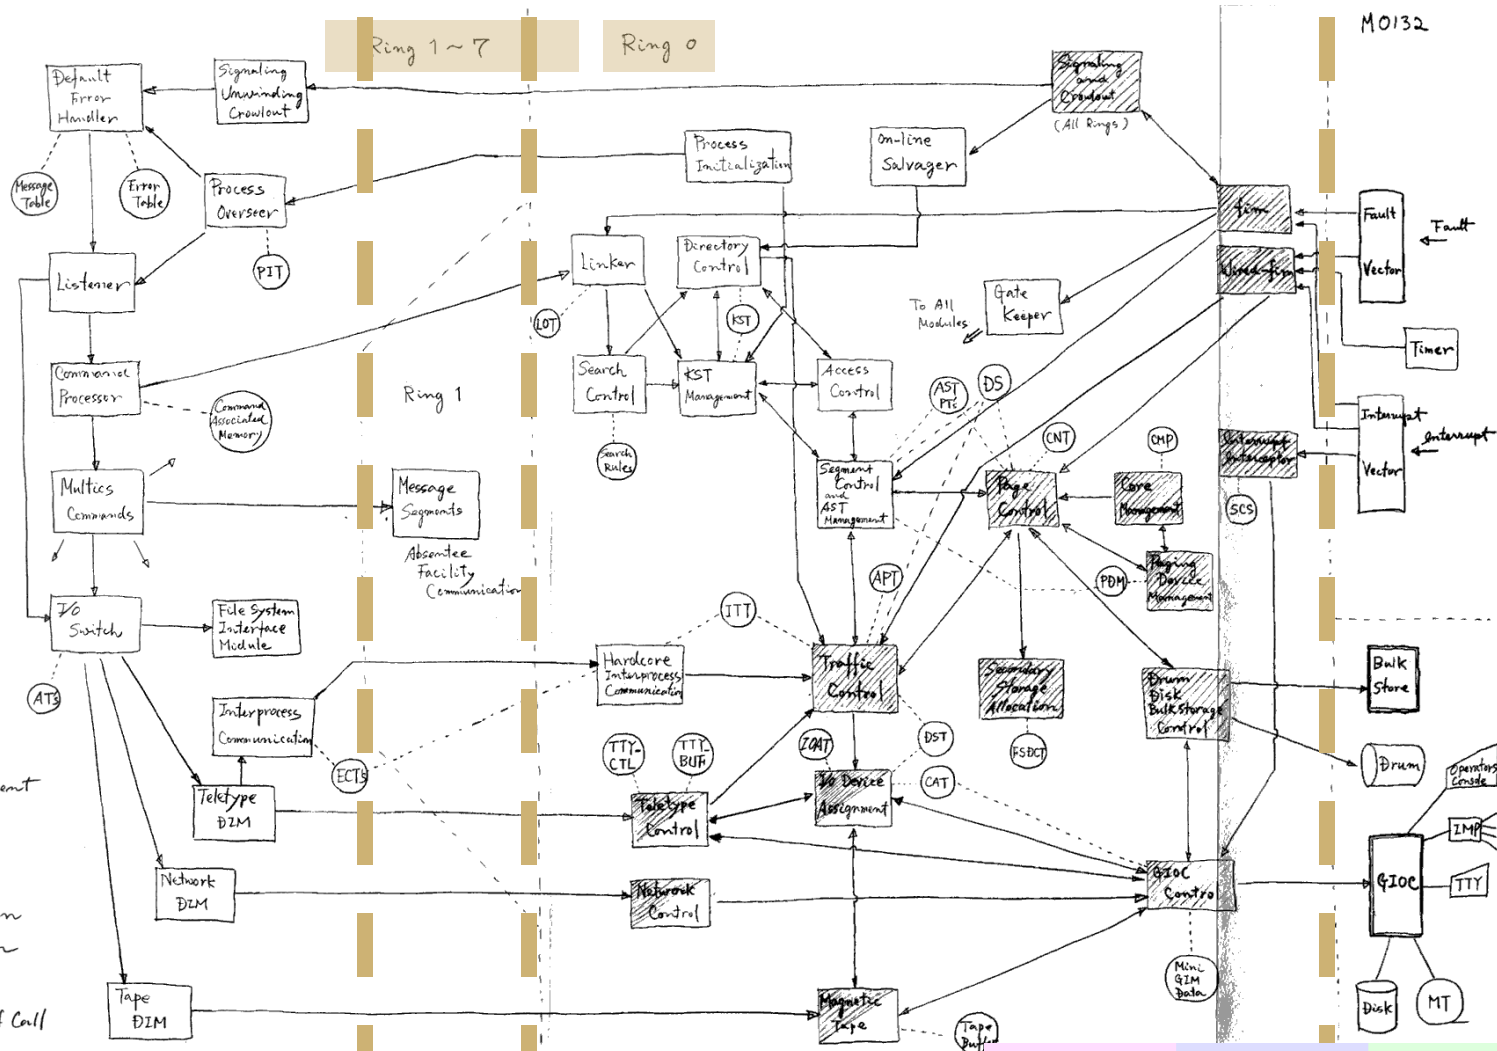 M0132
Ring 1~7
Ring 0
Default
Error
Handler
Signaling
Unwinding
Crowlout
Signaling
and
Crowlout
(All Rings)
Message
Table
Error
Table
Process
Overseer
PIT
Process
Initialization
On-line
Salvager
fim
Wired-fim
Fault
Vector
Fault
Listener
Linker
LOT
Directory
Control
KST
Gate
Keeper
To All
Modules
Timer
Command
Processor
Command
Associated
Memory
Ring 1
Search
Control
Search
Rules
KST
Management
Access
Control
AST
PTs
DS
CNT
CMP
Interrupt
Interceptor
SCS
Interrupt
Vector
Interrupt
Multics
Commands
Message
Segments
Absentee
Facility
Communication
Segment
Control
and
AST
Management
Page
Control
Core
Management
Paging
Device
Management
PDM
APT
I/O
Switch
ATs
File System
Interface
Module
ITT
Hardcore
Interprocess
Communication
Traffic
Control
Secondary
Storage
Allocation
FSDCT
Drum
Disk
Bulk Storage
Control
Bulk
Store
Interprocess
Communication
ECTs
TTY-
CTL
TTY-
BUF
IOAT
DST
CAT
Drum
Operators
Console
Teletype
DIM
Teletype
Control
I/O Device
Assignment
IMP
Network
DIM
Network
Control
GIOC
Control
GIOC
TTY
Mini
GIM
Data
Tape
DIM
Magnetic
Tape
Tape
Disk
MT
Call